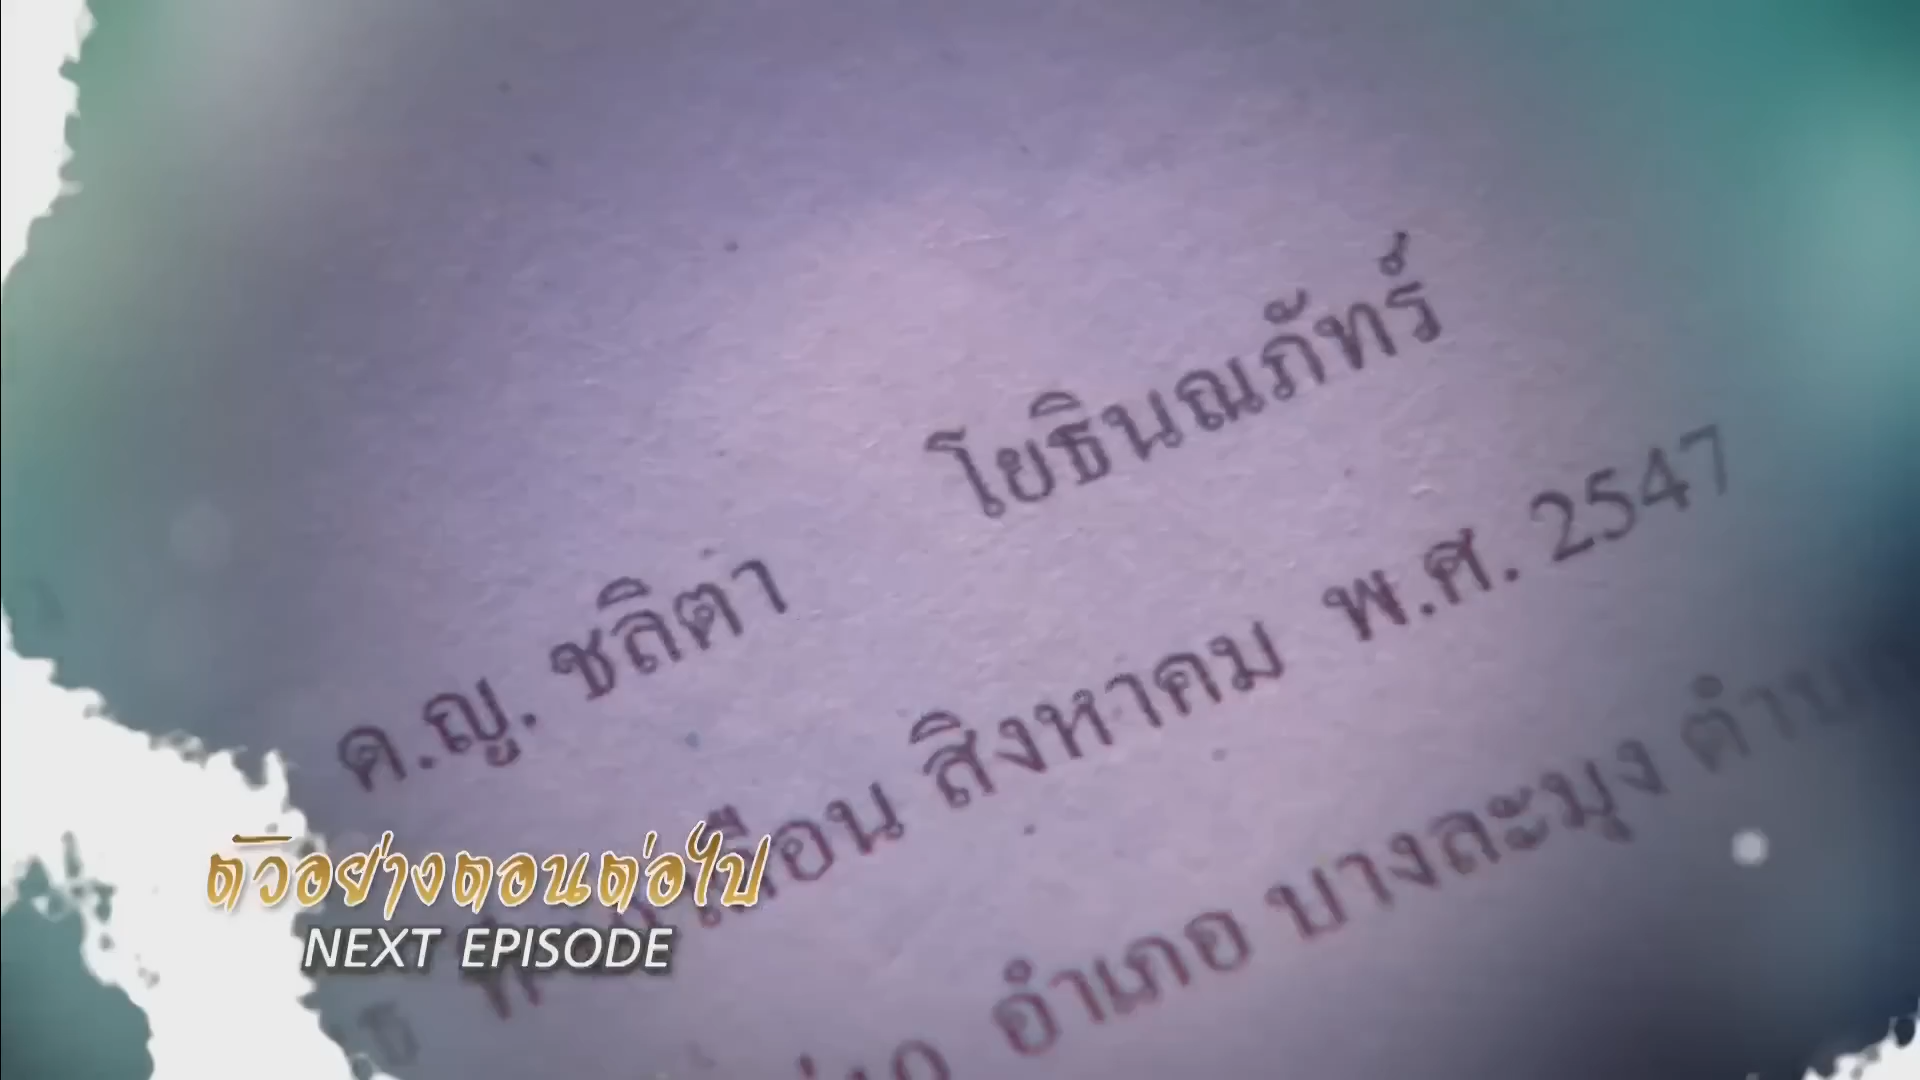 ด.ญ. ชลิตา โยธินณภัทร์
เดือน สิงหาคม พ.ศ. 2547
อำเภอ บางละมุง
ตัวอย่างตอนต่อไป
NEXT EPISODE